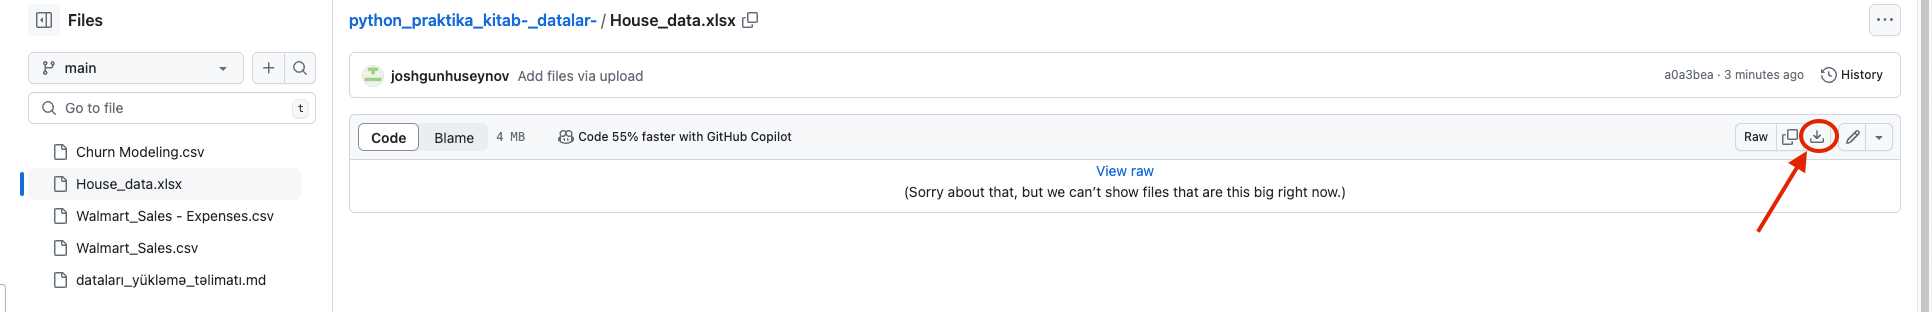 Files
main
Go to file
t
Churn Modeling.csv
House_data.xlsx
Walmart_Sales - Expenses.csv
Walmart_Sales.csv
dataları_yükləmə_təlimatı.md
python_praktika_kitab-_datalar- / House_data.xlsx
joshgunhuseynov Add files via upload
a0a3bea · 3 minutes ago History
Code Blame 4 MB Code 55% faster with GitHub Copilot Raw
View raw
(Sorry about that, but we can’t show files that are this big right now.)